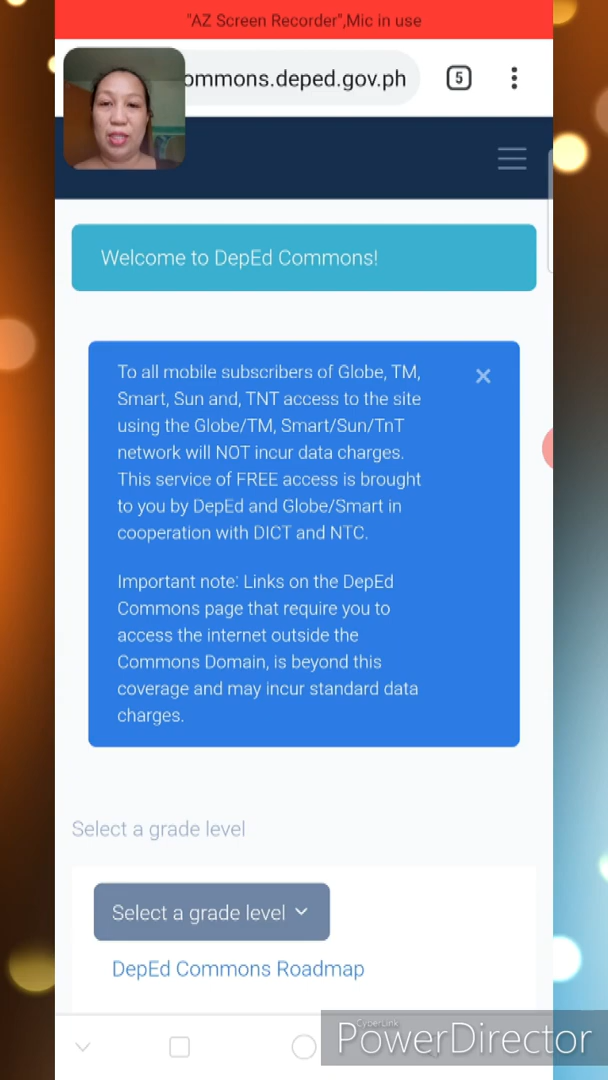 "AZ Screen Recorder",Mic in use
ommons.deped.gov.ph
5
Welcome to DepEd Commons!
To all mobile subscribers of Globe, TM,
Smart, Sun and, TNT access to the site
using the Globe/TM, Smart/Sun/TnT
network will NOT incur data charges.
This service of FREE access is brought
to you by DepEd and Globe/Smart in
cooperation with DICT and NTC.
Important note: Links on the DepEd
Commons page that require you to
access the internet outside the
Commons Domain, is beyond this
coverage and may incur standard data
charges.
Select a grade level
Select a grade level
DepEd Commons Roadmap
CyberLink
PowerDirector